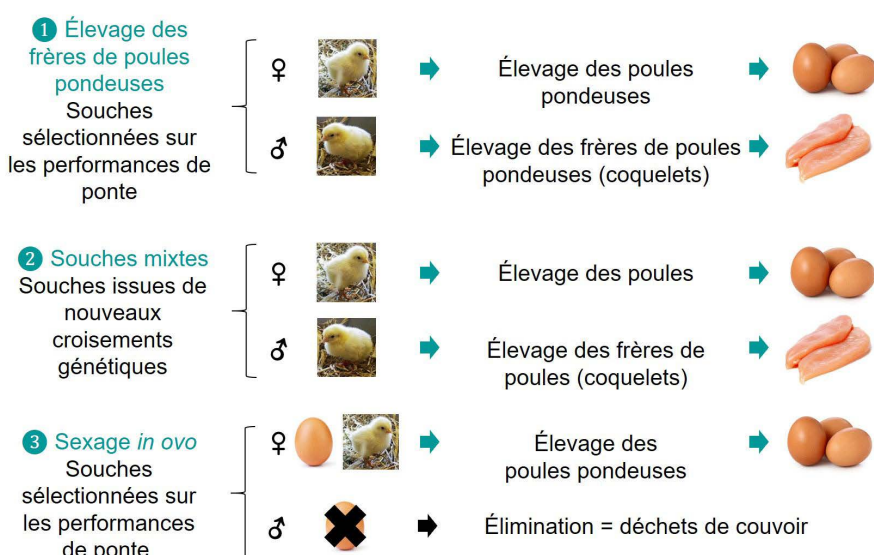 1 Élevage des
frères de poules
pondeuses
Souches
sélectionnées sur
les performances de
ponte
♀
Élevage des poules
pondeuses
♂
Élevage des frères de poules
pondeuses (coquelets)
2 Souches mixtes
Souches issues de
nouveaux
croisements
génétiques
♀
Élevage des poules
♂
Élevage des frères de
poules (coquelets)
3 Sexage in ovo
Souches
sélectionnées sur
les performances
de ponte
♀
Élevage des
poules pondeuses
♂
Élimination = déchets de couvoir